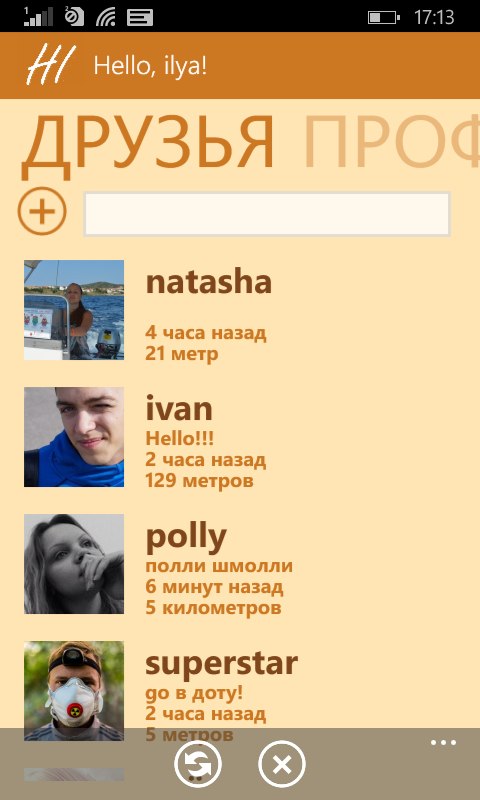 1
2
17:13
HI
Hello, ilya!
ДРУЗЬЯ ПРОФ
natasha
4 часа назад
21 метр
ivan
Hello!!!
2 часа назад
129 метров
polly
полли шмолли
6 минут назад
5 километров
superstar
go в доту!
2 часа назад
5 метров